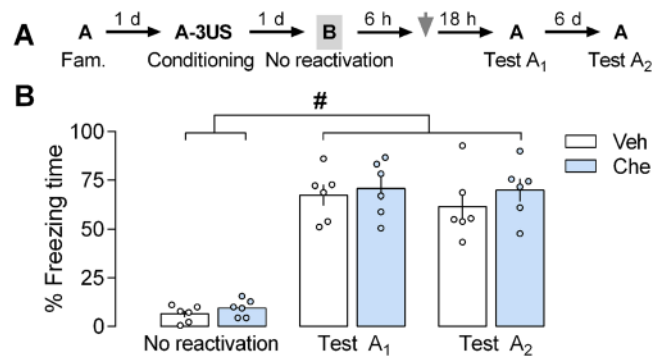 A
A 1 d A-3US 1 d B 6 h 18 h A 6 d A
Fam. Conditioning No reactivation Test A₁ Test A₂
B
#
% Freezing time
100
75
50
25
0
Veh
Che
No reactivation Test A₁ Test A₂